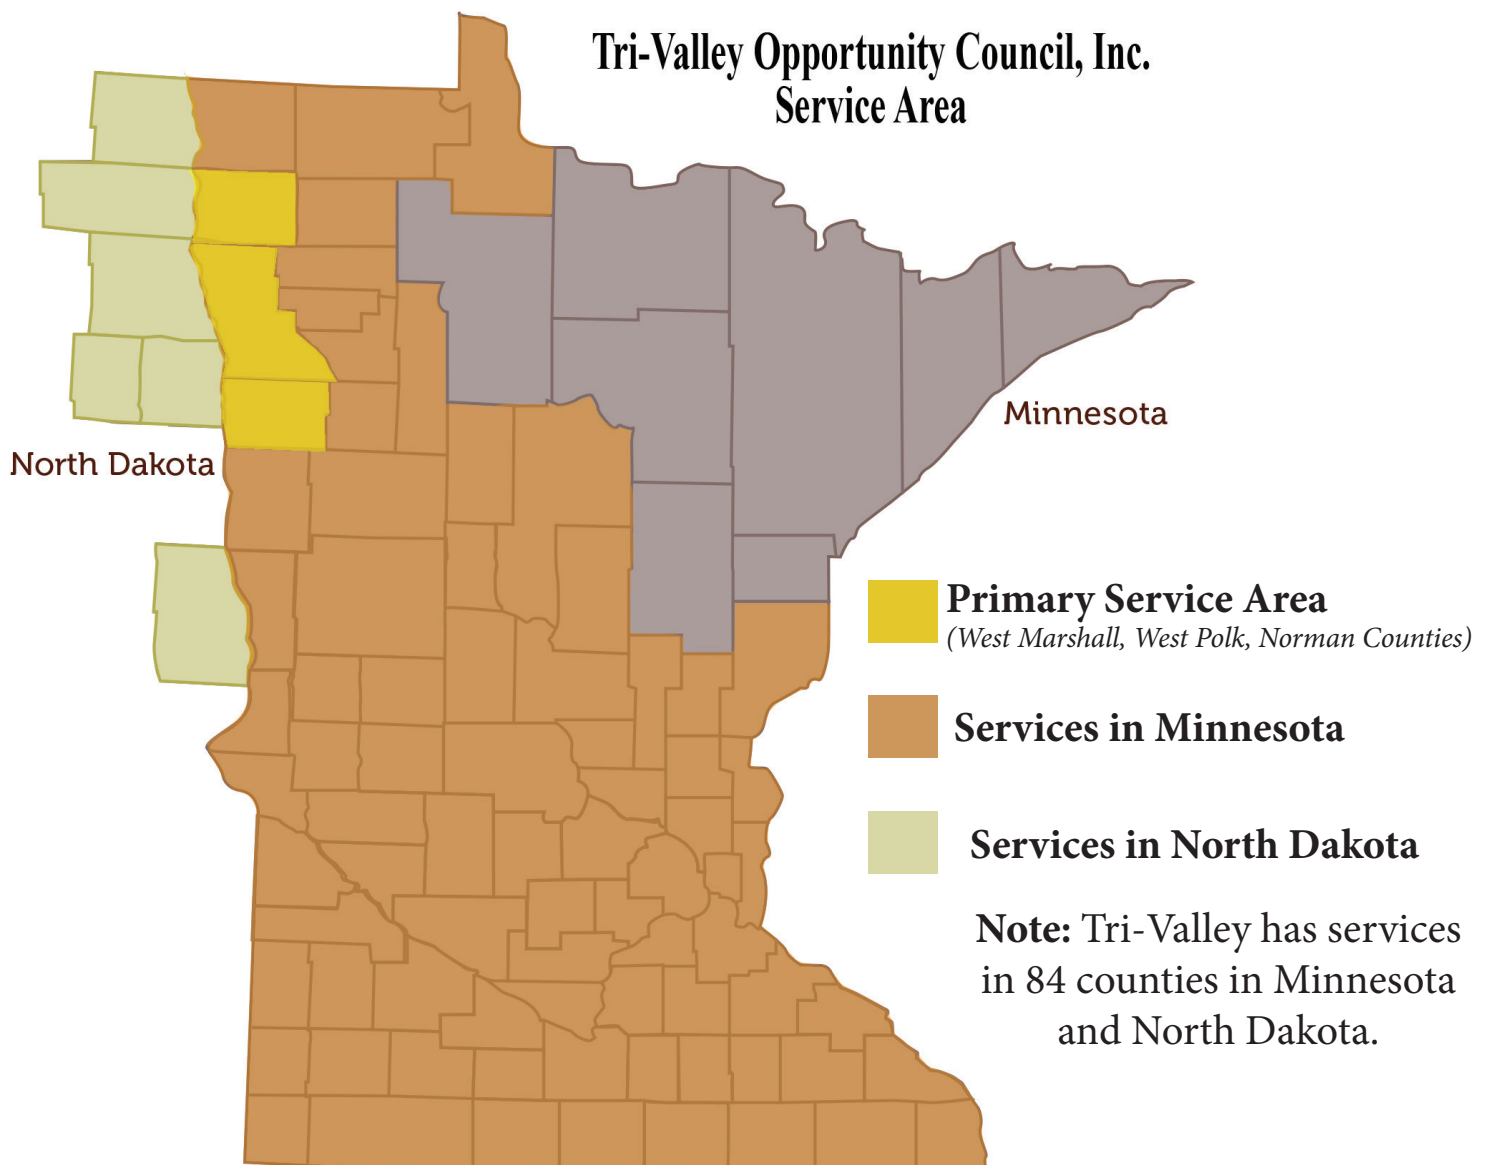 Tri-Valley Opportunity Council, Inc.
Service Area
Minnesota
North Dakota
Primary Service Area
(West Marshall, West Polk, Norman Counties)
Services in Minnesota
Services in North Dakota
Note: Tri-Valley has services
in 84 counties in Minnesota
and North Dakota.